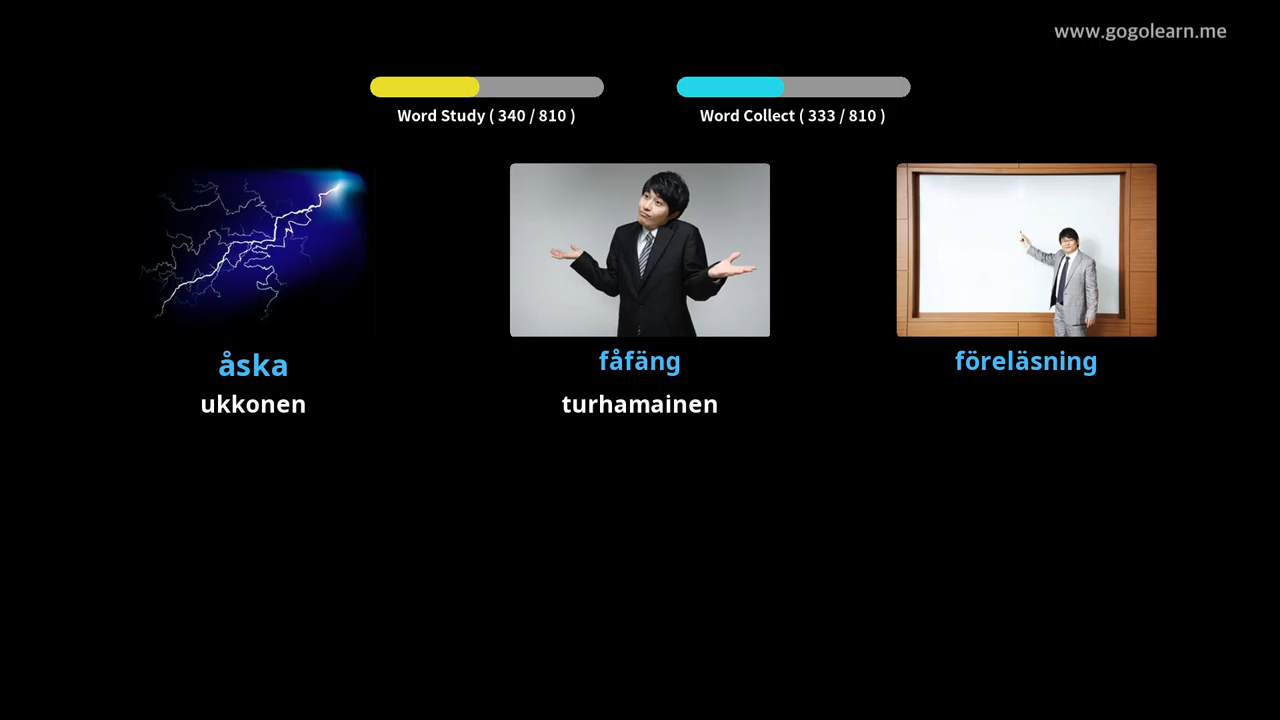 www.gogolearn.me
Word Study ( 340 / 810 )
Word Collect ( 333 / 810 )
åska
fåfäng
föreläsning
ukkonen
turhamainen